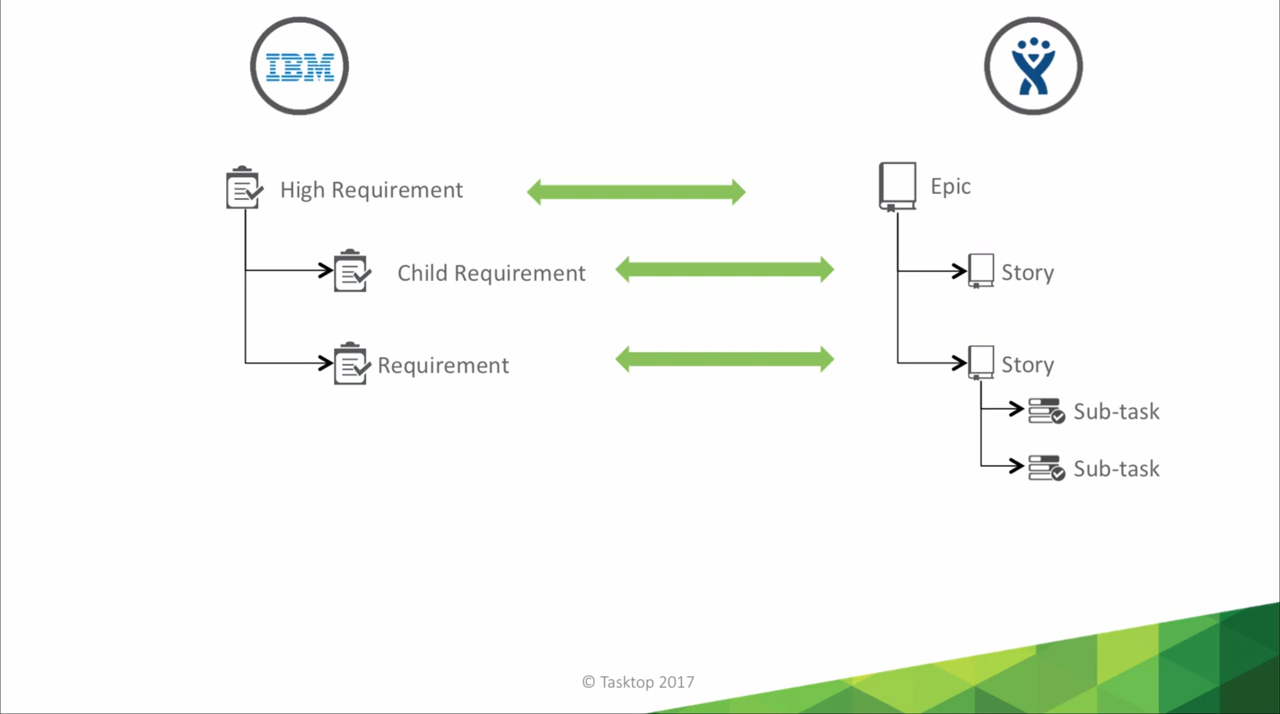 IBM
High Requirement
Epic
Child Requirement
Story
Requirement
Story
Sub-task
Sub-task
© Tasktop 2017